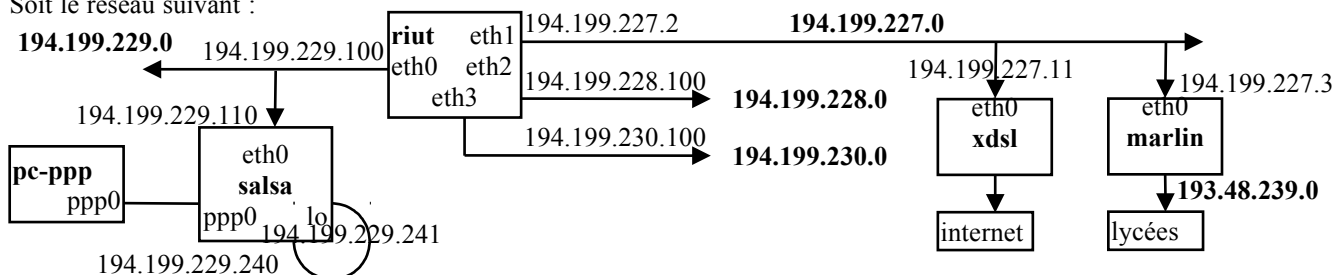 Soit le réseau suivant :
194.199.229.0
194.199.229.100
riut
eth1
eth0
eth2
eth3
194.199.227.2
194.199.227.0
194.199.228.100
194.199.228.0
194.199.230.100
194.199.230.0
194.199.227.11
eth0
xdsl
internet
194.199.227.3
eth0
marlin
193.48.239.0
lycées
194.199.229.110
eth0
salsa
ppp0
lo
194.199.229.241
pc-ppp
ppp0
194.199.229.240